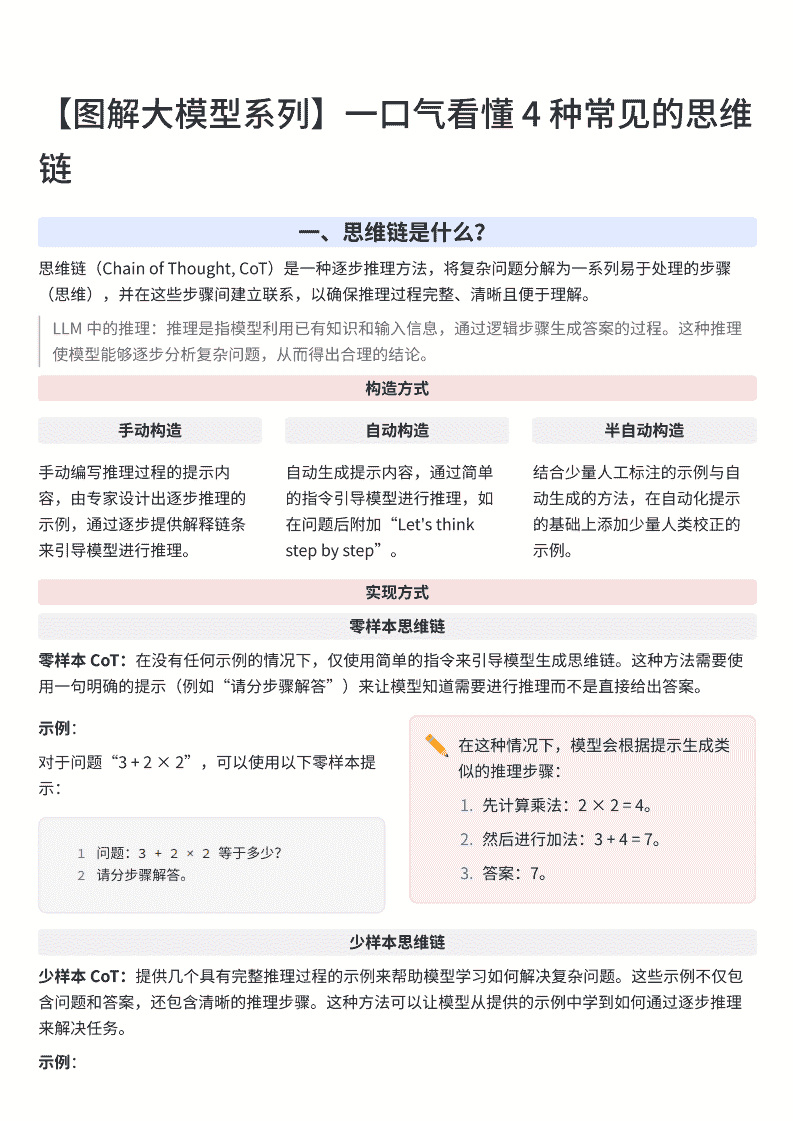 【图解大模型系列】一口气看懂 4 种常见的思维
链
一、思维链是什么？
思维链（Chain of Thought, CoT）是一种逐步推理方法，将复杂问题分解为一系列易于处理的步骤
（思维），并在这些步骤间建立联系，以确保推理过程完整、清晰且便于理解。
LLM 中的推理：推理是指模型利用已有知识和输入信息，通过逻辑步骤生成答案的过程。这种推理
使模型能够逐步分析复杂问题，从而得出合理的结论。
构造方式
手动构造
手动编写推理过程的提示内
容，由专家设计出逐步推理的
示例，通过逐步提供解释链条
来引导模型进行推理。
自动构造
自动生成提示内容，通过简单
的指令引导模型进行推理，如
在问题后附加“Let's think
step by step”。
半自动构造
结合少量人工标注的示例与自
动生成的方法，在自动化提示
的基础上添加少量人类校正的
示例。
实现方式
零样本思维链
零样本 CoT：在没有任何示例的情况下，仅使用简单的指令来引导模型生成思维链。这种方法需要使
用一句明确的提示（例如“请分步骤解答”）来让模型知道需要进行推理而不是直接给出答案。
示例：
对于问题“3 + 2 × 2”，可以使用以下零样本提
示：
1 问题：3 + 2 × 2 等于多少？
2 请分步骤解答。
在这种情况下，模型会根据提示生成类
似的推理步骤：
1. 先计算乘法：2 × 2 = 4。
2. 然后进行加法：3 + 4 = 7。
3. 答案：7。
少样本思维链
少样本 CoT：提供几个具有完整推理过程的示例来帮助模型学习如何解决复杂问题。这些示例不仅包
含问题和答案，还包含清晰的推理步骤。这种方法可以让模型从提供的示例中学到如何通过逐步推理
来解决任务。
示例：